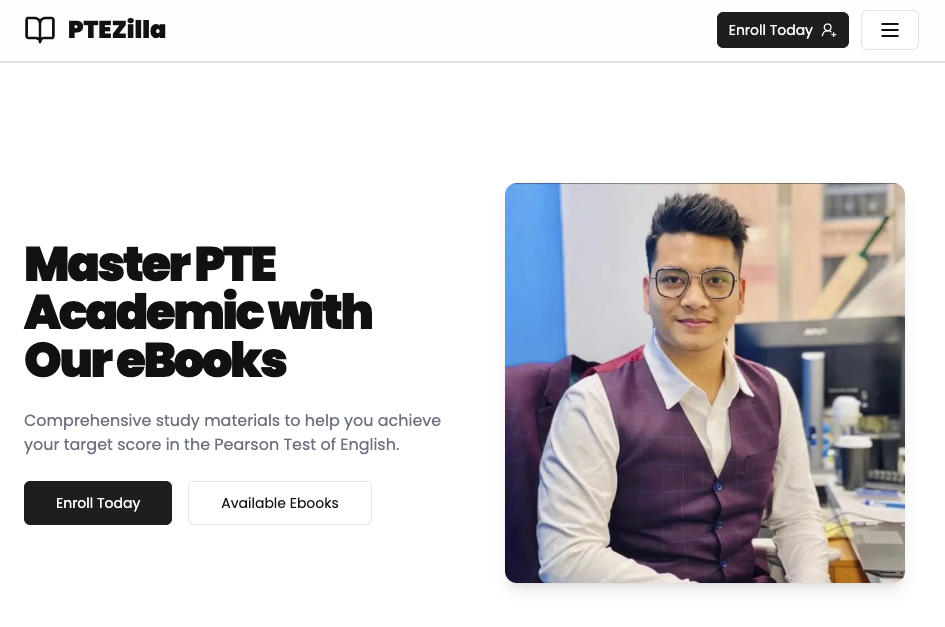 PTEZilla
Enroll Today
Master PTE
Academic with
Our eBooks
Comprehensive study materials to help you achieve
your target score in the Pearson Test of English.
Enroll Today
Available Ebooks